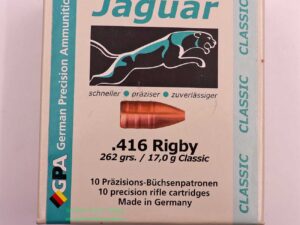 Jaguar
schneller • präziser • zuverlässiger
.416 Rigby
262 grs. / 17,0 g Classic
10 Präzisions-Büchsenpatronen
10 precision rifle cartridges
Made in Germany
GPA
German Precision Ammunition
CLASSIC
CLASSIC
CLASSIC
CLASSIC